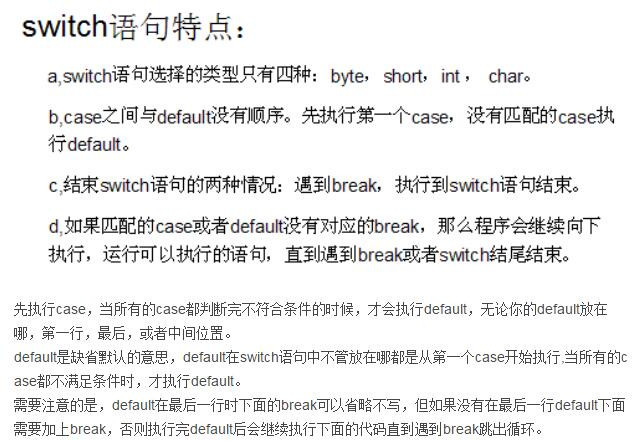 switch语句特点：
a,switch语句选择的类型只有四种：byte，short，int ， char。
b,case之间与default没有顺序。先执行第一个case，没有匹配的case执
行default。
c,结束switch语句的两种情况：遇到break，执行到switch语句结束。
d,如果匹配的case或者default没有对应的break，那么程序会继续向下
执行，运行可以执行的语句，直到遇到break或者switch结尾结束。
先执行case，当所有的case都判断完不符合条件的时候，才会执行default，无论你的default放在
哪，第一行，最后，或者中间位置。
default是缺省默认的意思，default在switch语句中不管放在哪都是从第一个case开始执行,当所有的c
ase都不满足条件时，才执行default。
需要注意的是，default在最后一行时下面的break可以省略不写，但如果没有在最后一行default下面
需要加上break，否则执行完default后会继续执行下面的代码直到遇到break跳出循环。